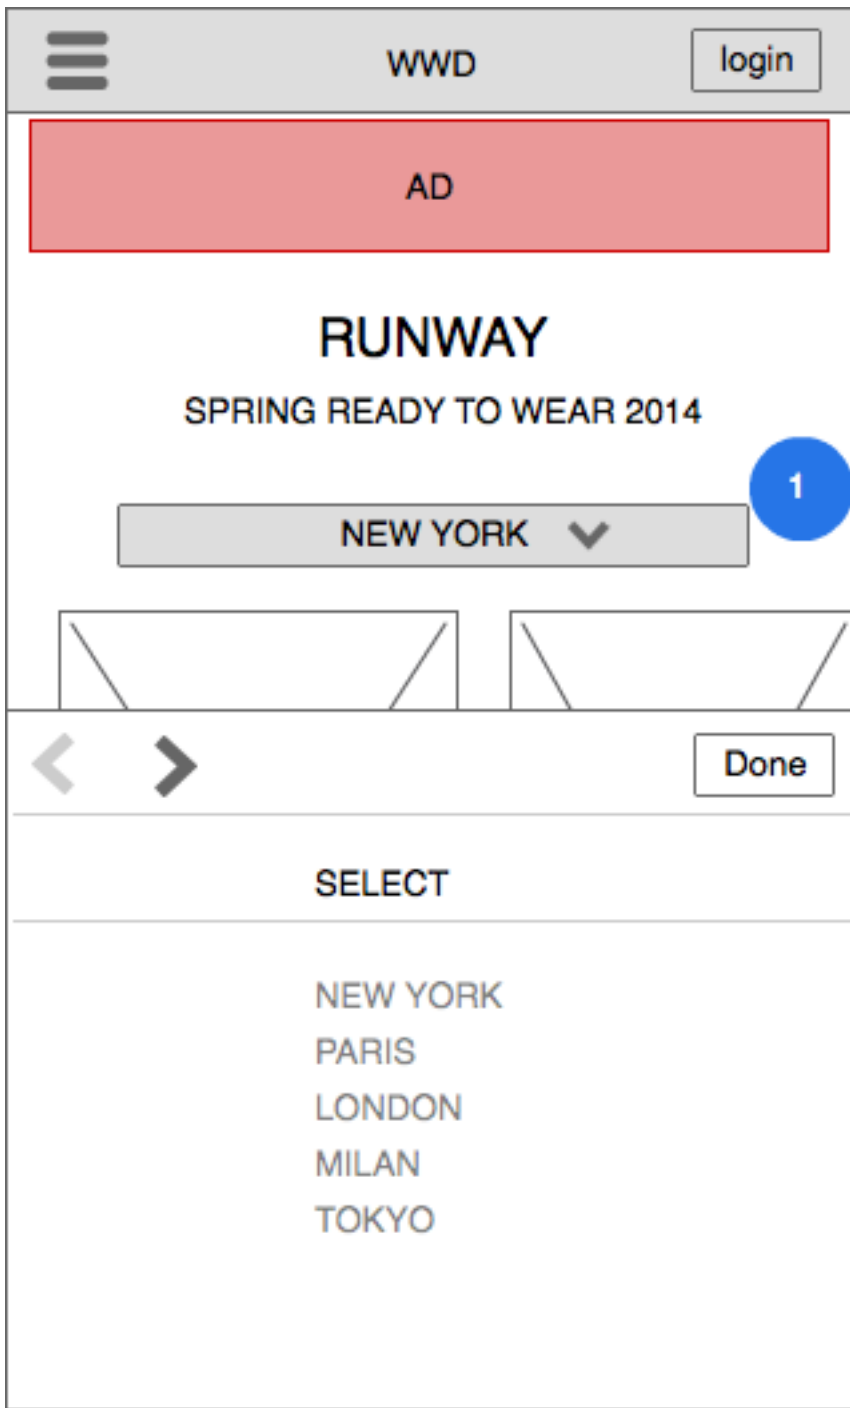 WWD
login
AD
RUNWAY
SPRING READY TO WEAR 2014
1
NEW YORK
Done
SELECT
NEW YORK
PARIS
LONDON
MILAN
TOKYO